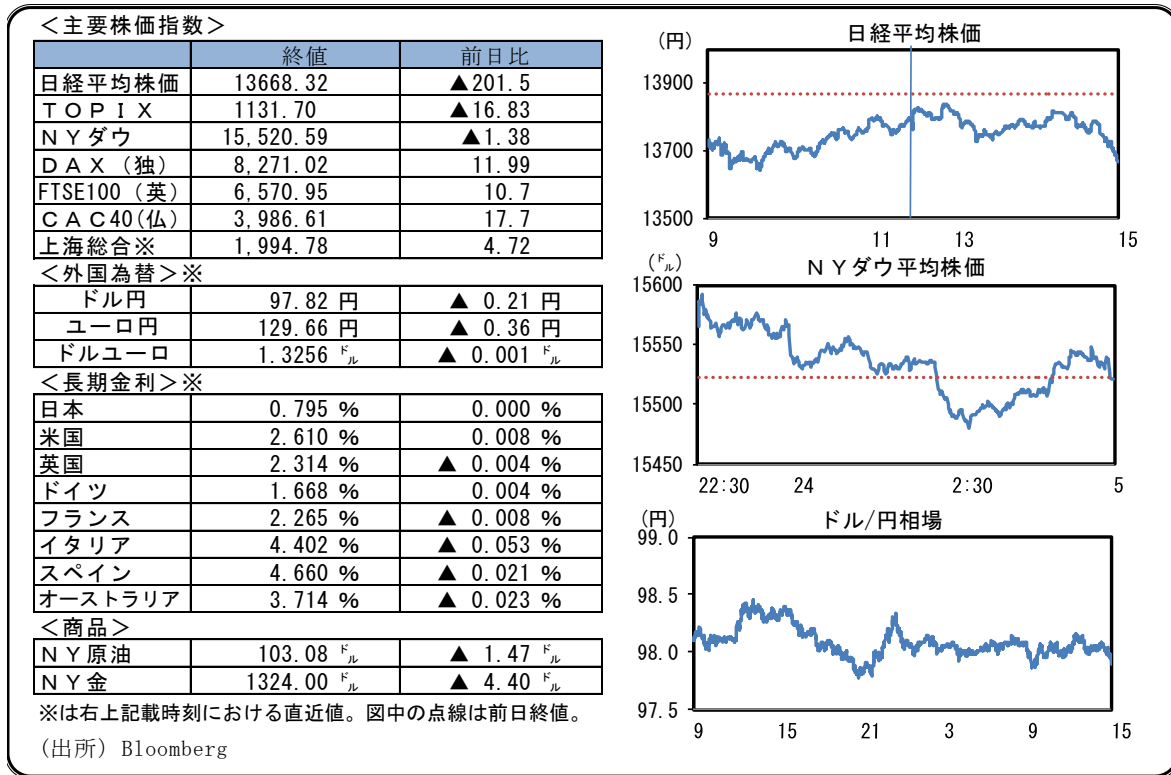 ＜主要株価指数＞
終値 前日比
日経平均株価 13668.32 ▲201.5
ＴＯＰＩＸ 1131.70 ▲16.83
ＮＹダウ 15,520.59 ▲1.38
ＤＡＸ（独） 8,271.02 11.99
FTSE100（英） 6,570.95 10.7
ＣＡＣ40(仏) 3,986.61 17.7
上海総合※ 1,994.78 4.72
＜外国為替＞※
ドル円 97.82 円 ▲ 0.21 円
ユーロ円 129.66 円 ▲ 0.36 円
ドルユーロ 1.3256 ㌦ ▲ 0.001 ㌦
＜長期金利＞※
日本 0.795 % 0.000 %
米国 2.610 % 0.008 %
英国 2.314 % ▲ 0.004 %
ドイツ 1.668 % 0.004 %
フランス 2.265 % ▲ 0.008 %
イタリア 4.402 % ▲ 0.053 %
スペイン 4.660 % ▲ 0.021 %
オーストラリア 3.714 % ▲ 0.023 %
＜商品＞
ＮＹ原油 103.08 ㌦ ▲ 1.47 ㌦
ＮＹ金 1324.00 ㌦ ▲ 4.40 ㌦
※は右上記載時刻における直近値。図中の点線は前日終値。
(出所) Bloomberg
日経平均株価
(円)
13900
13700
13500
9 11 13 15
ＮＹダウ平均株価
(㌦)
15600
15550
15500
15450
22:30 24 2:30 5
ドル/円相場
(円)
99.0
98.5
98.0
97.5
9 15 21 3 9 15